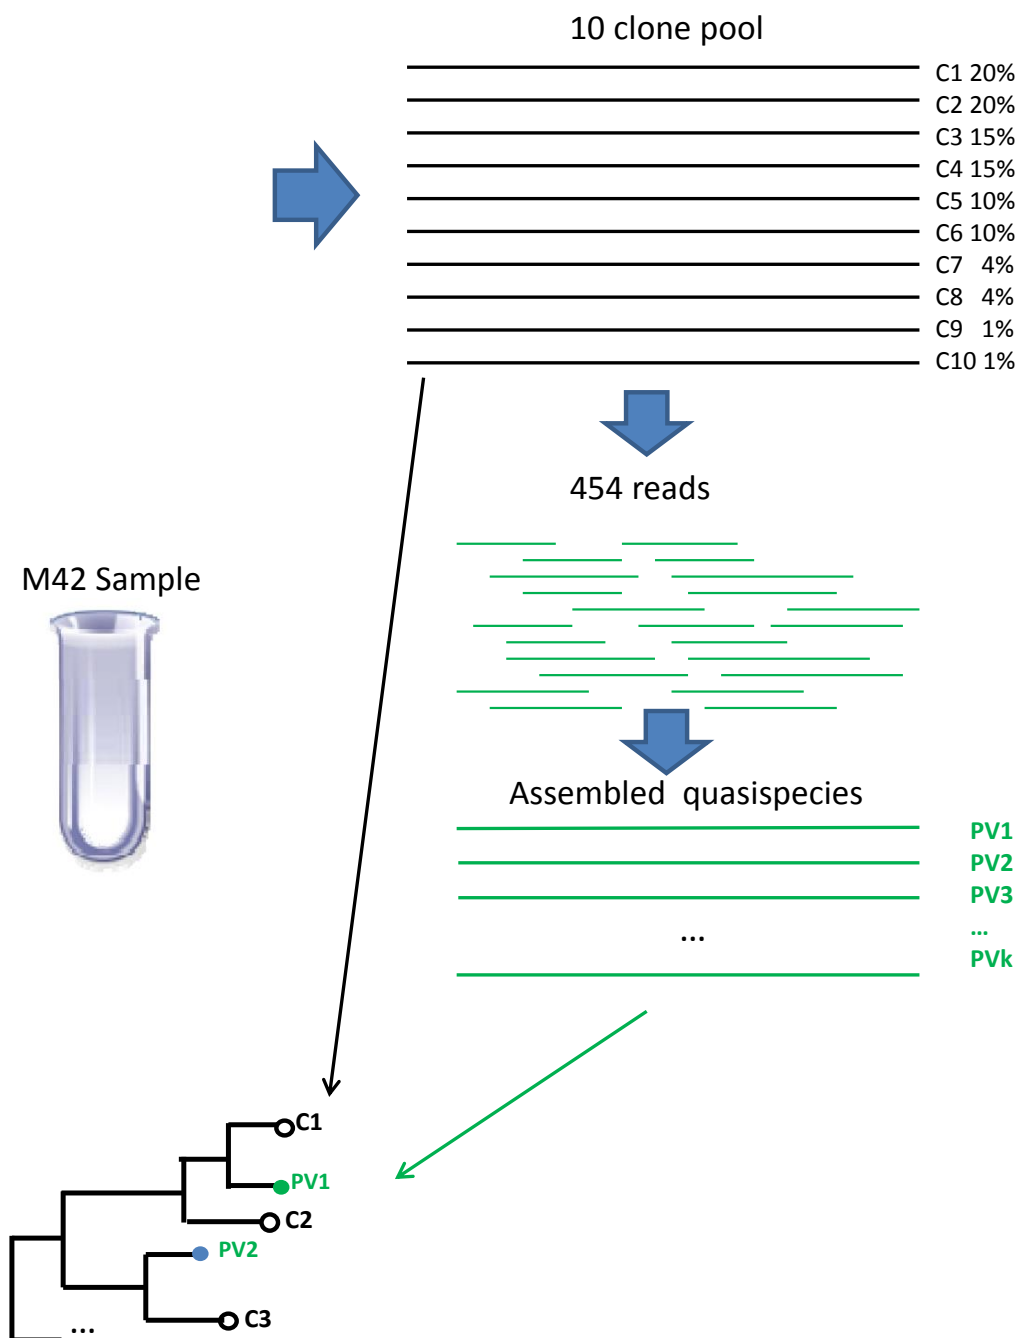 10 clone pool
C1 20%
C2 20%
C3 15%
C4 15%
C5 10%
C6 10%
C7 4%
C8 4%
C9 1%
C10 1%
454 reads
M42 Sample
Assembled quasispecies
PV1
PV2
PV3
...
...
PVk
C1
PV1
C2
PV2
C3
...